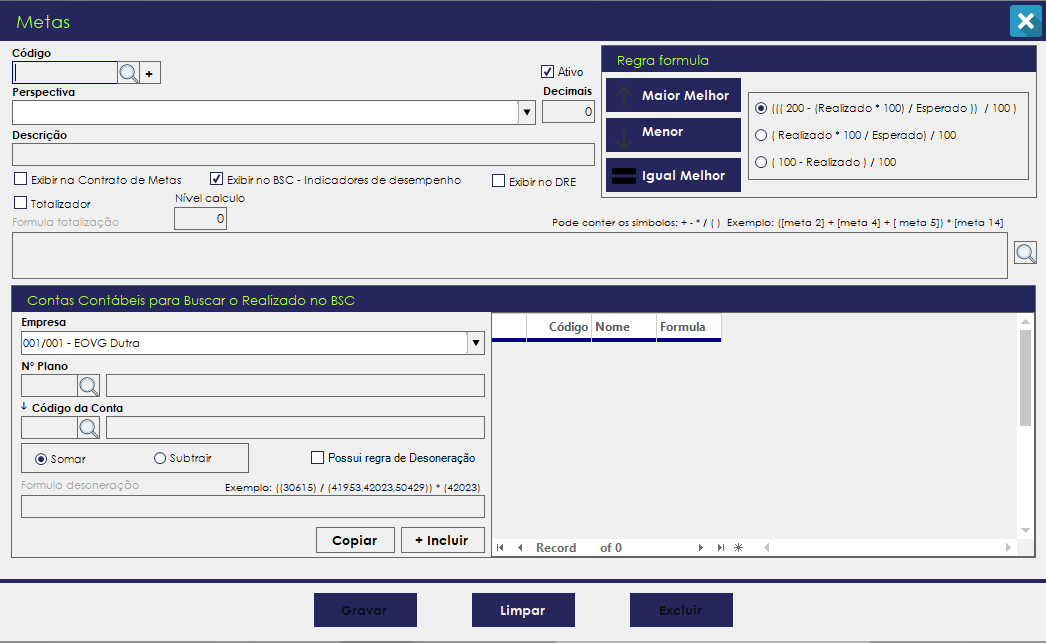 Metas
Código
+
Ativo
Perspectiva
Decimais
0
Descrição
Exibir na Contrato de Metas
Exibir no BSC - Indicadores de desempenho
Exibir no DRE
Totalizador
Nível calculo
0
Regra formula
Maior Melhor
Menor
Igual Melhor
((( 200 - (Realizado * 100) / Esperado )) / 100 )
( Realizado * 100 / Esperado) / 100
( 100 - Realizado ) / 100
Formula totalização
Pode conter os simbolos: + - * / ( ) Exemplo: ([meta 2] + [meta 4] + [ meta 5]) * [meta 14]
Contas Contábeis para Buscar o Realizado no BSC
Empresa
001/001 - EOVG Dutra
Nº Plano
Código da Conta
Somar
Subtrair
Possui regra de Desoneração
Formula desoneração
Exemplo: ((30615) / (41953,42023,50429)) * (42023)
Copiar
+ Incluir
Código Nome Formula
Record of 0
Gravar
Limpar
Excluir